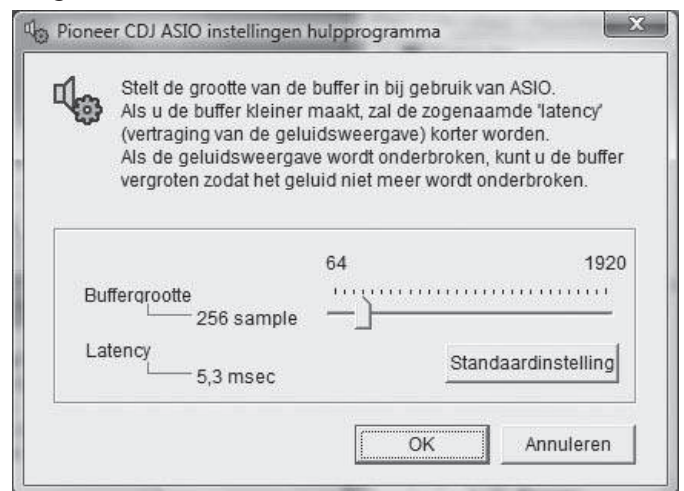 Pioneer CDJ ASIO instellingen hulpprogramma
Stelt de grootte van de buffer in bij gebruik van ASIO.
Als u de buffer kleiner maakt, zal de zogenaamde 'latency'
(vertraging van de geluidsweergave) korter worden.
Als de geluidsweergave wordt onderbroken, kunt u de buffer
vergroten zodat het geluid niet meer wordt onderbroken.
64 1920
Buffergrootte
256 sample
Latency
5,3 msec
Standaardinstelling
OK Annuleren